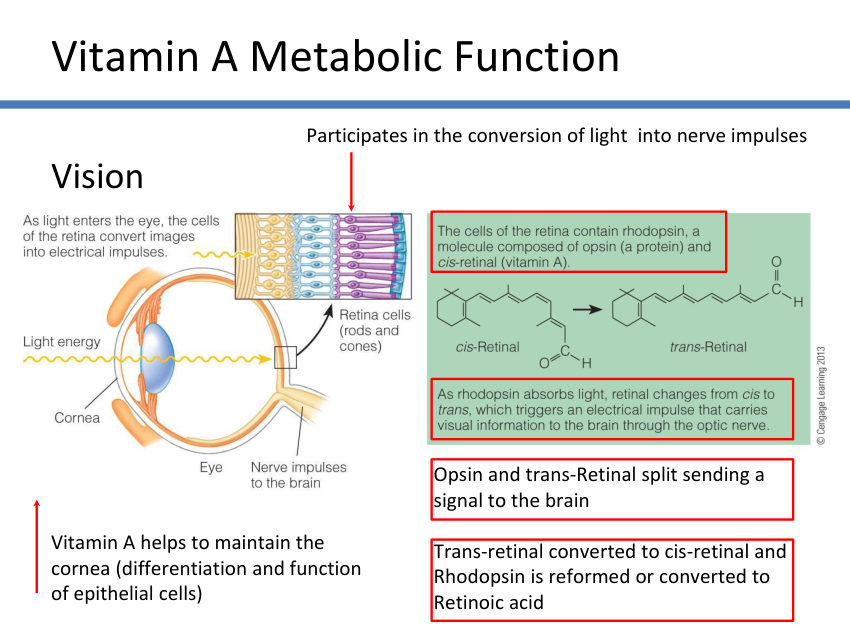 Vitamin A Metabolic Function
Participates in the conversion of light into nerve impulses
Vision
As light enters the eye, the cells
of the retina convert images
into electrical impulses.
Retina cells
(rods and
cones)
Light energy
Cornea
Eye
Nerve impulses
to the brain
The cells of the retina contain rhodopsin, a
molecule composed of opsin (a protein) and
cis-retinal (vitamin A).
O
C
H
cis-Retinal
trans-Retinal
O
C
H
As rhodopsin absorbs light, retinal changes from cis to
trans, which triggers an electrical impulse that carries
visual information to the brain through the optic nerve.
© Cengage Learning 2013
Opsin and trans-Retinal split sending a
signal to the brain
Vitamin A helps to maintain the
cornea (differentiation and function
of epithelial cells)
Trans-retinal converted to cis-retinal and
Rhodopsin is reformed or converted to
Retinoic acid